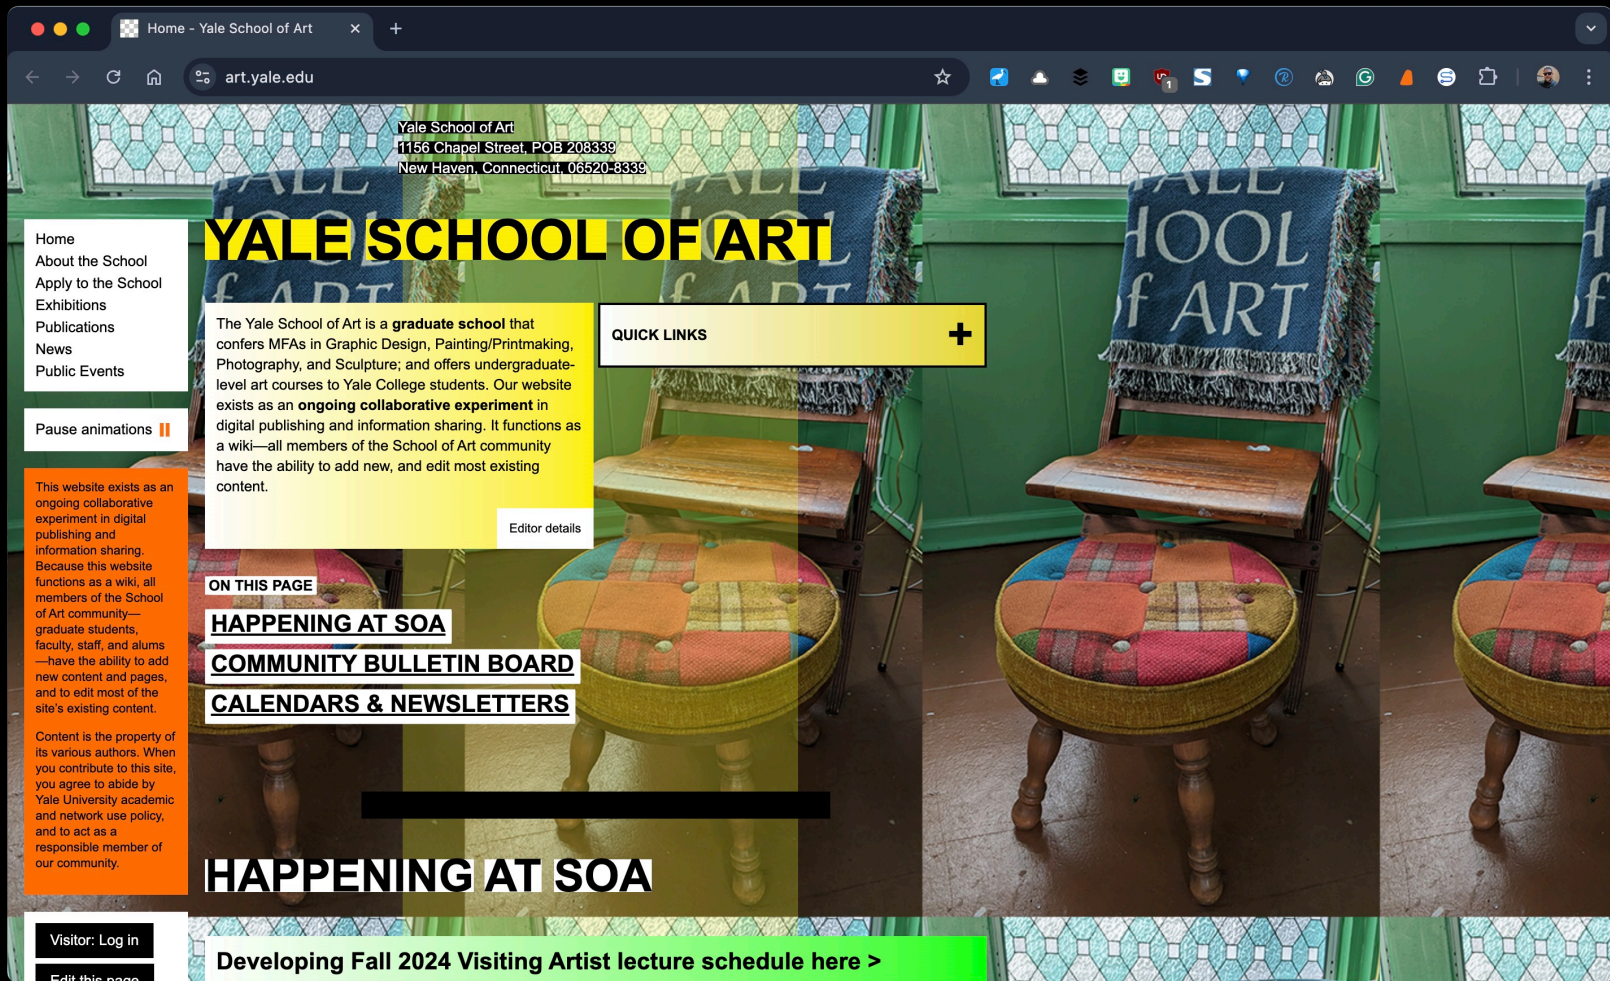 Home - Yale School of Art
art.yale.edu
1
Yale School of Art
1156 Chapel Street, POB 208339
New Haven, Connecticut, 06520-8339
Home
About the School
Apply to the School
Exhibitions
Publications
News
Public Events
Pause animations
This website exists as an
ongoing collaborative
experiment in digital
publishing and
information sharing.
Because this website
functions as a wiki, all
members of the School
of Art community—
graduate students,
faculty, staff, and alums
—have the ability to add
new content and pages,
and to edit most of the
site's existing content.
Content is the property of
its various authors. When
you contribute to this site,
you agree to abide by
Yale University academic
and network use policy,
and to act as a
responsible member of
our community.
Visitor: Log in
Edit this page
YALE SCHOOL OF ART
The Yale School of Art is a graduate school that
confers MFAs in Graphic Design, Painting/Printmaking,
Photography, and Sculpture; and offers undergraduate-
level art courses to Yale College students. Our website
exists as an ongoing collaborative experiment in
digital publishing and information sharing. It functions as
a wiki—all members of the School of Art community
have the ability to add new, and edit most existing
content.
Editor details
QUICK LINKS
ON THIS PAGE
HAPPENING AT SOA
COMMUNITY BULLETIN BOARD
CALENDARS & NEWSLETTERS
HAPPENING AT SOA
Developing Fall 2024 Visiting Artist lecture schedule here >
YALE
SCHOOL
of ART